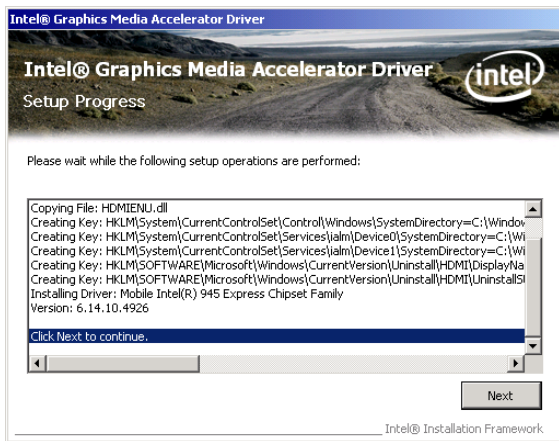 Intel® Graphics Media Accelerator Driver
Intel® Graphics Media Accelerator Driver
intel
Setup Progress
Please wait while the following setup operations are performed:
Copying File: HDMIENU.dll
Creating Key: HKLM\System\CurrentControlSet\Control\Windows\SystemDirectory=C:\Window
Creating Key: HKLM\System\CurrentControlSet\Services\ialm\Device0\SystemDirectory=C:\Wi
Creating Key: HKLM\System\CurrentControlSet\Services\ialm\Device1\SystemDirectory=C:\Wi
Creating Key: HKLM\SOFTWARE\Microsoft\Windows\CurrentVersion\Uninstall\HDMI\DisplayNa
Creating Key: HKLM\SOFTWARE\Microsoft\Windows\CurrentVersion\Uninstall\HDMI\UninstallS
Installing Driver: Mobile Intel(R) 945 Express Chipset Family
Version: 6.14.10.4926
Click Next to continue.
Next
Intel® Installation Framework